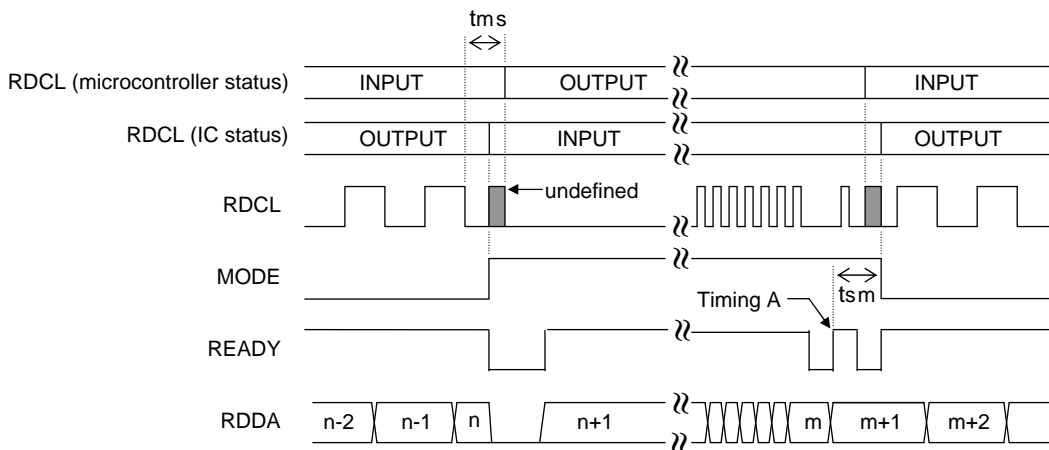 tms
RDCL (microcontroller status) INPUT OUTPUT INPUT
RDCL (IC status) OUTPUT INPUT OUTPUT
RDCL undefined
MODE
Timing A tsm
READY
RDDA n-2 n-1 n n+1 m m+1 m+2